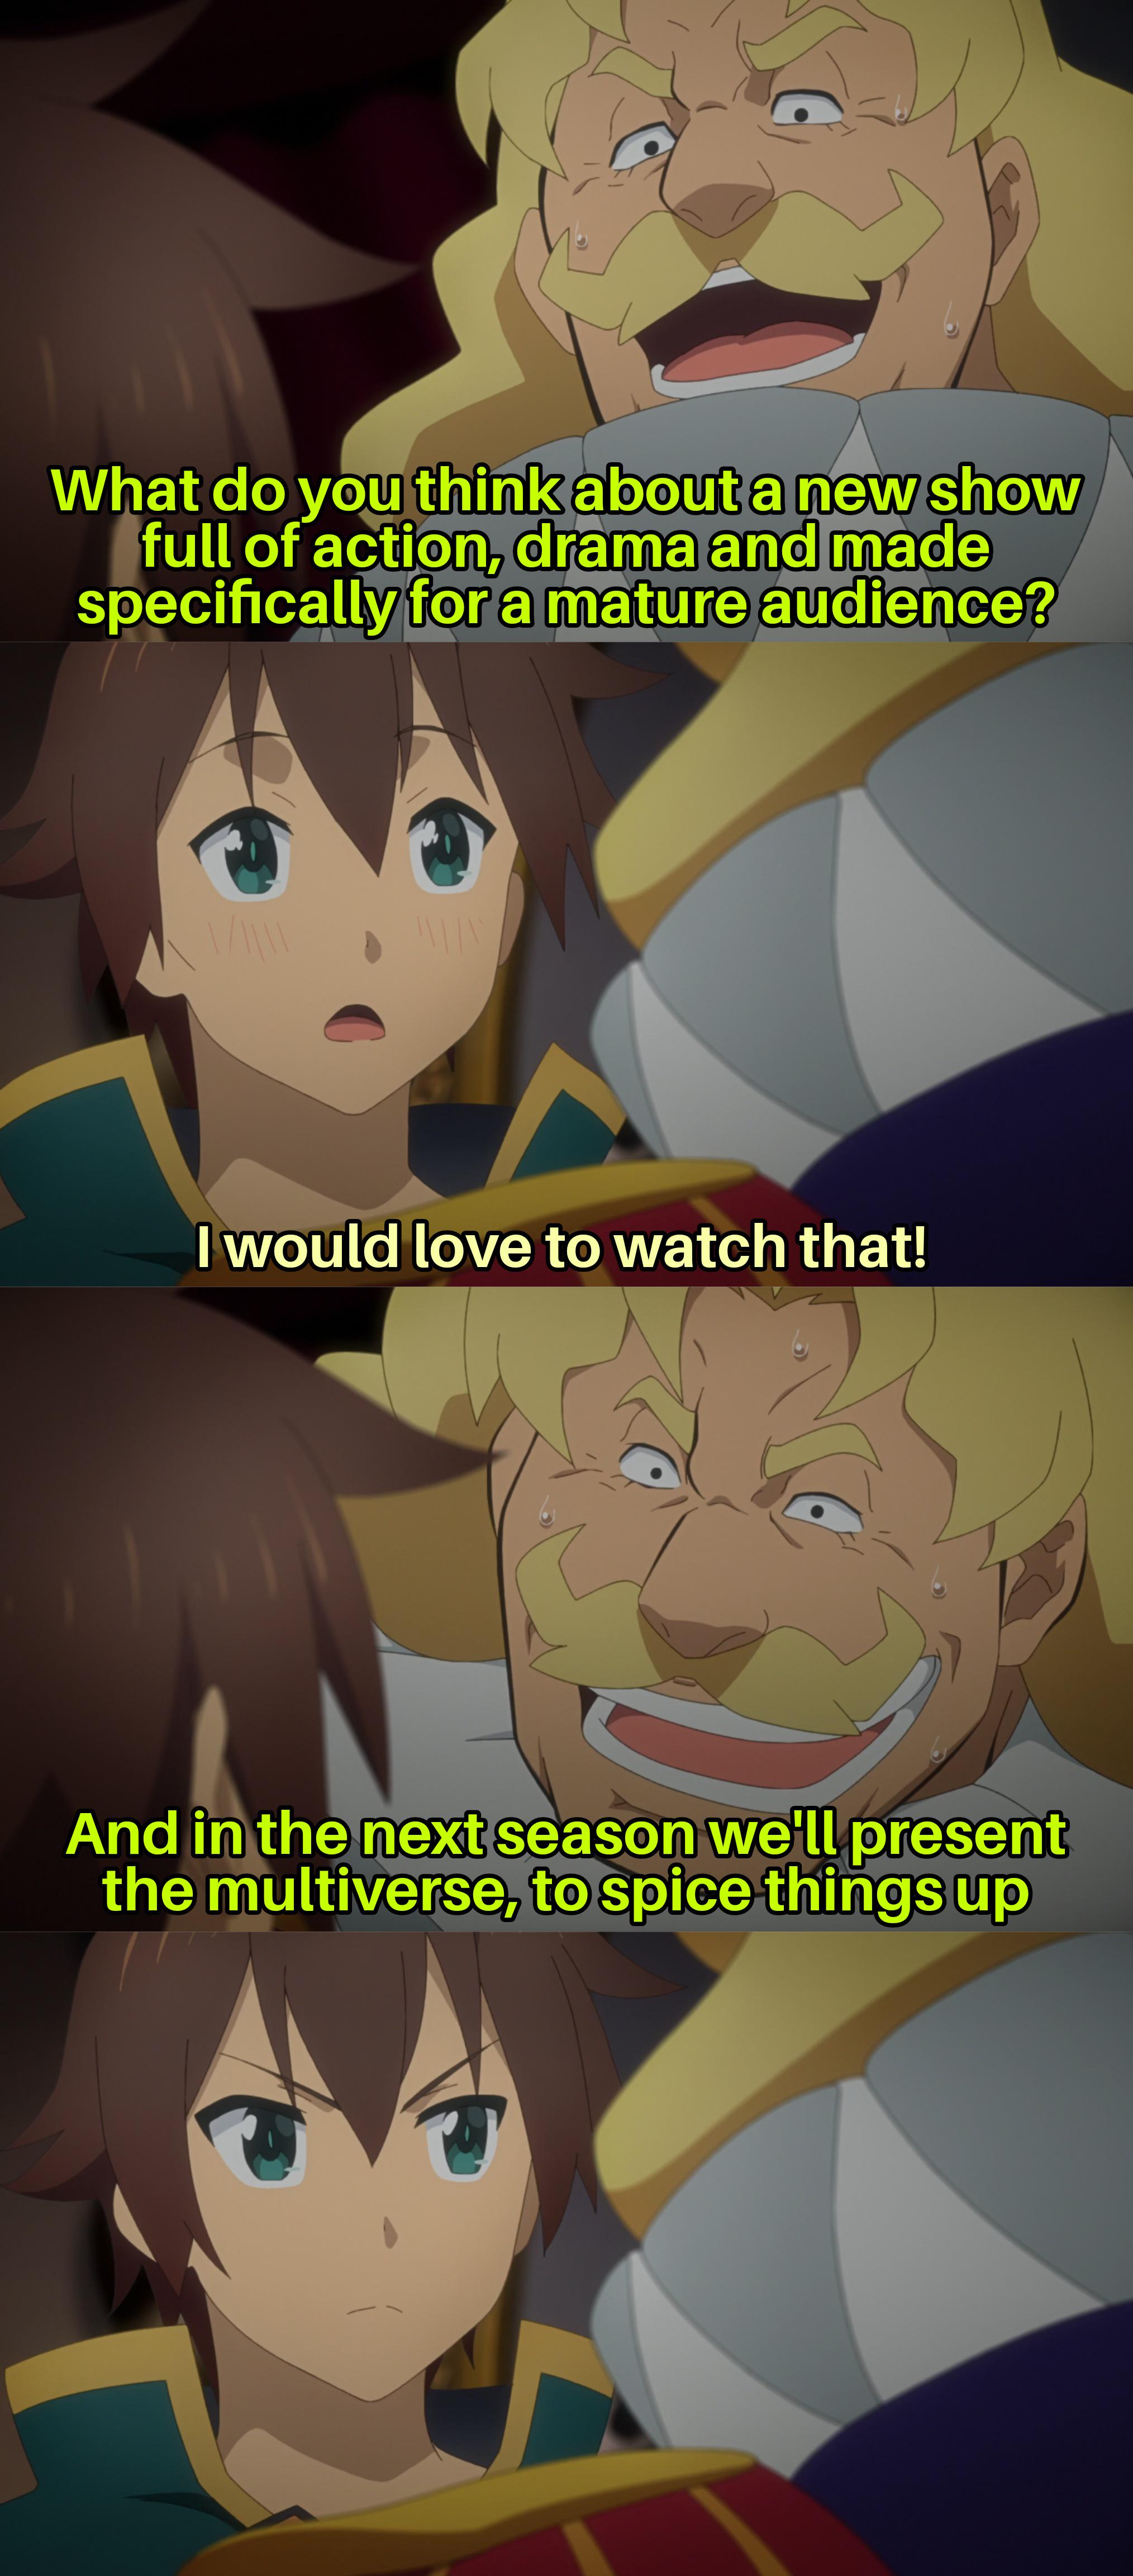 What do you think about a new show
full of action, drama and made
specifically for a mature audience?
I would love to watch that!
And in the next season we'll present
the multiverse, to spice things up